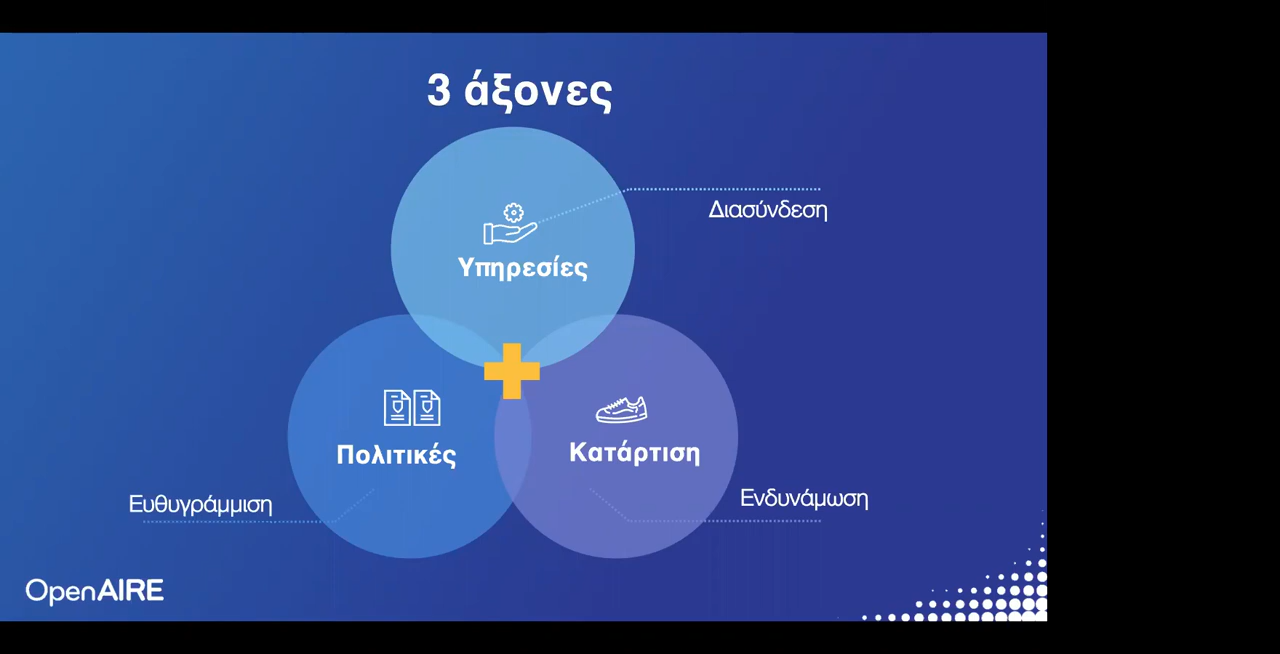 3 άξονες
Διασύνδεση
Υπηρεσίες
Πολιτικές
Κατάρτιση
Ευθυγράμμιση
Ενδυνάμωση
OpenAIRE